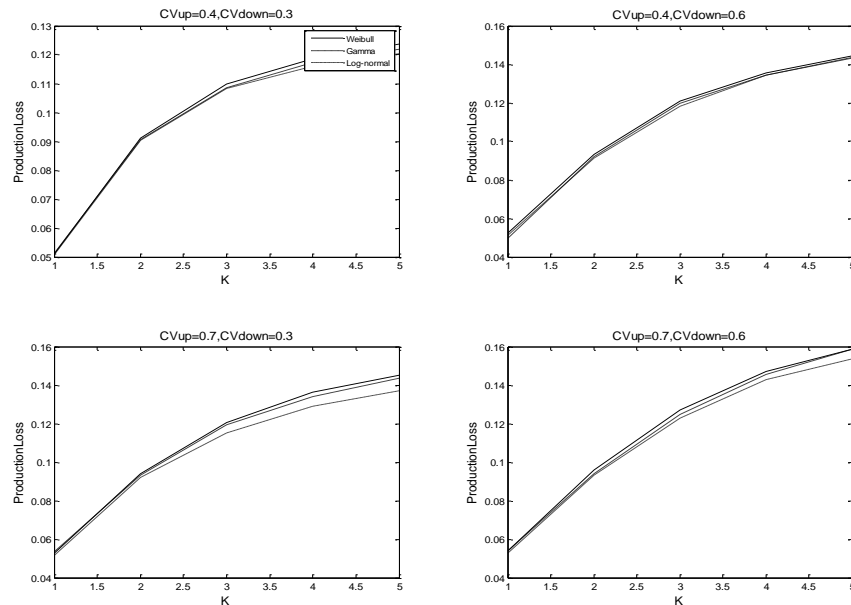 CVup=0.4,CVdown=0.3
0.13
0.12
0.11
0.1
0.09
0.08
0.07
0.06
0.05
ProductionLoss
Weibull
Gamma
Log-normal
1 1.5 2 2.5 3 3.5 4 4.5 5
K
CVup=0.4,CVdown=0.6
0.16
0.14
0.12
0.1
0.08
0.06
0.04
ProductionLoss
1 1.5 2 2.5 3 3.5 4 4.5 5
K
CVup=0.7,CVdown=0.3
0.16
0.14
0.12
0.1
0.08
0.06
0.04
ProductionLoss
1 1.5 2 2.5 3 3.5 4 4.5 5
K
CVup=0.7,CVdown=0.6
0.16
0.14
0.12
0.1
0.08
0.06
0.04
ProductionLoss
1 1.5 2 2.5 3 3.5 4 4.5 5
K